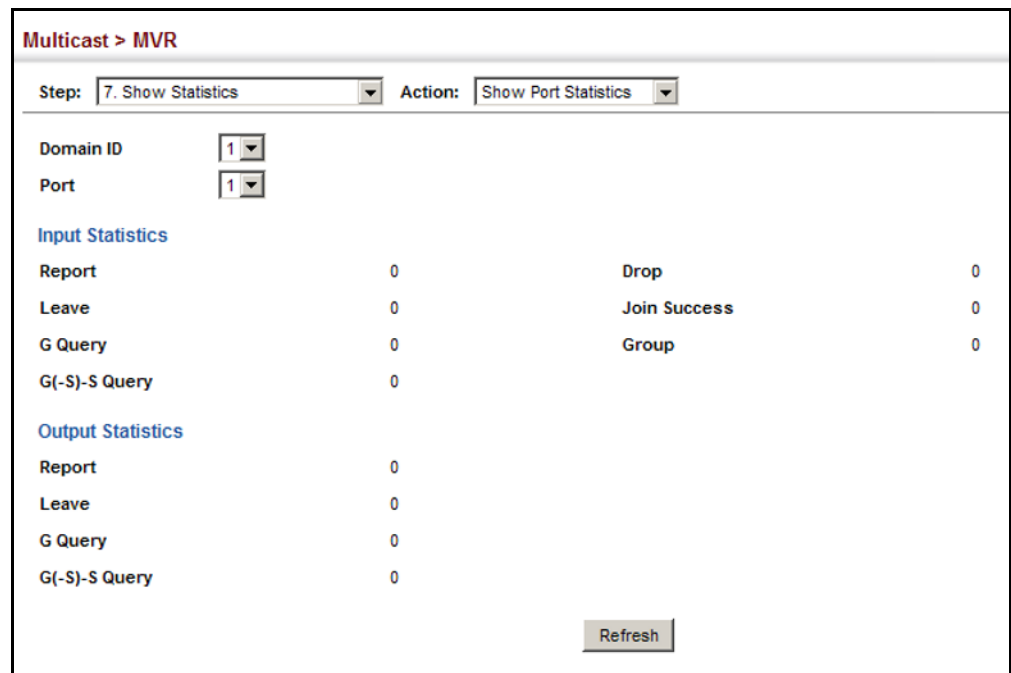 Multicast > MVR
Step: 7. Show Statistics Action: Show Port Statistics
Domain ID 1
Port 1
Input Statistics
Report 0 Drop 0
Leave 0 Join Success 0
G Query 0 Group 0
G(-S)-S Query 0
Output Statistics
Report 0
Leave 0
G Query 0
G(-S)-S Query 0
Refresh